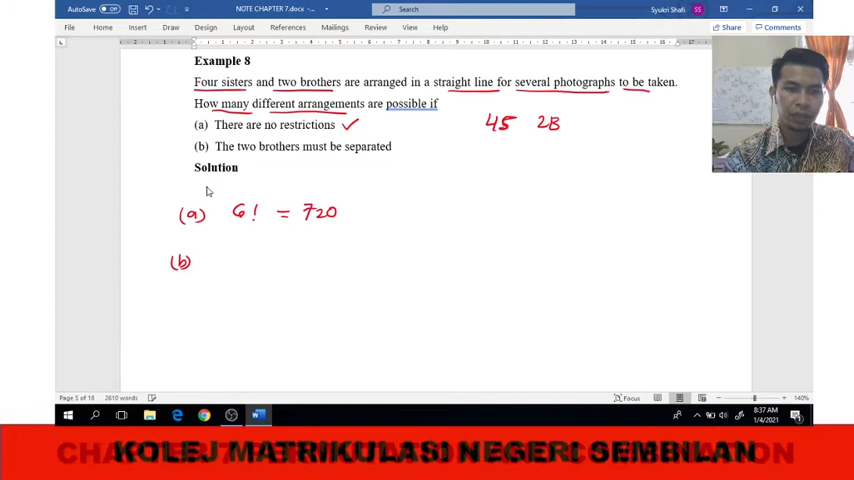 AutoSave Off NOTE CHAPTER 7.docx - Search Syukri Shafi SS
File Home Insert Draw Design Layout References Mailings Review View Help Share Comments
Example 8
Four sisters and two brothers are arranged in a straight line for several photographs to be taken.
How many different arrangements are possible if
(a) There are no restrictions ✓ 4S 2B
(b) The two brothers must be separated
Solution
(a) 6! = 720
(b)
Page 5 of 18 2610 words Focus 140%
8:37 AM
1/4/2021
KOLEJ MATRIKULASI NEGERI SEMBILAN